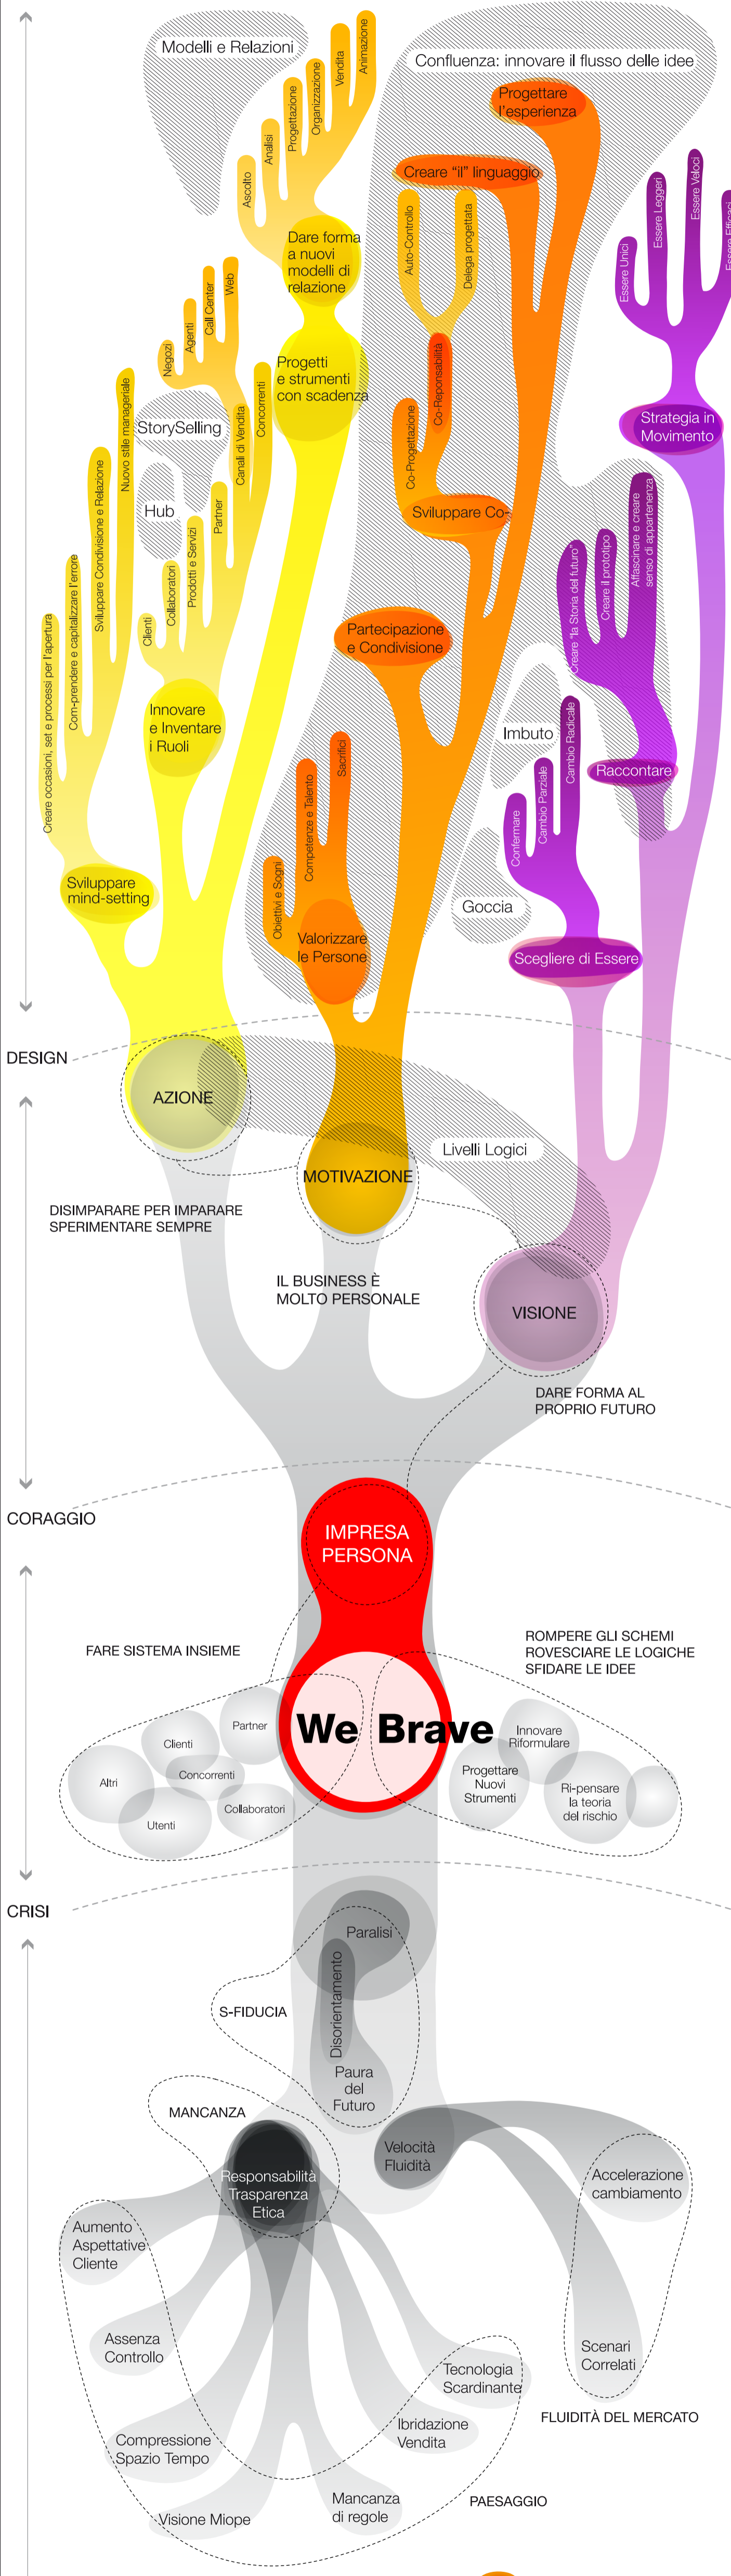 Modelli e Relazioni
Confluenza: innovare il flusso delle idee
Animazione
Vendita
Organizzazione
Progettazione
Analisi
Ascolto
Progettare
l'esperienza
Creare "il" linguaggio
Auto-Controllo
Delega progettata
Essere Unici
Essere Leggeri
Essere Veloci
Essere Efficaci
Dare forma
a nuovi
modelli di
relazione
Web
Call Center
Agenti
Negozi
Progetti
e strumenti
con scadenza
Co-Reponsabilità
Co-Progettazione
Strategia in
Movimento
StorySelling
Nuovo stile manageriale
Canali di Vendita
Concorrenti
Sviluppare Condivisione e Relazione
Hub
Partner
Prodotti e Servizi
Collaboratori
Clienti
Sviluppare Co-
Affascinare e creare
senso di appartenenza
Creare il prototipo
Creare "la Storia del futuro"
Com-prendere e capitalizzare l'errore
Creare occasioni, set e processi per l'apertura
Partecipazione
e Condivisione
Innovare
e Inventare
i Ruoli
Imbuto
Cambio Radicale
Cambio Parziale
Confermare
Raccontare
Sacrifici
Competenze e Talento
Obiettivi e Sogni
Sviluppare
mind-setting
Goccia
Valorizzare
le Persone
Scegliere di Essere
DESIGN
AZIONE
Livelli Logici
MOTIVAZIONE
DISIMPARARE PER IMPARARE
SPERIMENTARE SEMPRE
IL BUSINESS È
MOLTO PERSONALE
VISIONE
DARE FORMA AL
PROPRIO FUTURO
CORAGGIO
IMPRESA
PERSONA
FARE SISTEMA INSIEME
ROMPERE GLI SCHEMI
ROVESCIARE LE LOGICHE
SFIDARE LE IDEE
We Brave
Partner
Clienti
Concorrenti
Altri
Collaboratori
Utenti
Innovare
Riformulare
Progettare
Nuovi
Strumenti
Ri-pensare
la teoria
del rischio
CRISI
Paralisi
Disorientamento
S-FIDUCIA
Paura
del
Futuro
MANCANZA
Velocità
Fluidità
Responsabilità
Trasparenza
Etica
Accelerazione
cambiamento
Aumento
Aspettative
Cliente
Assenza
Controllo
Scenari
Correlati
Tecnologia
Scardinante
FLUIDITÀ DEL MERCATO
Ibridazione
Vendita
Compressione
Spazio Tempo
Mancanza
di regole
PAESAGGIO
Visione Miope